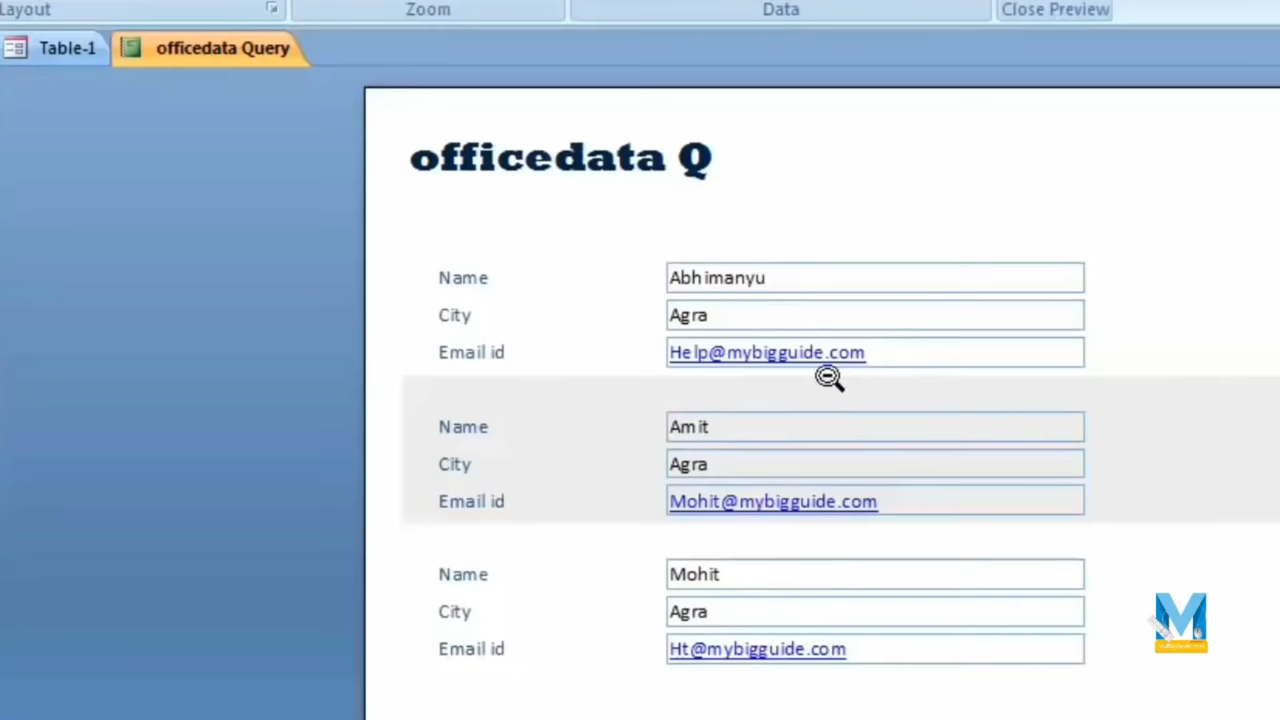 Layout Zoom Data Close Preview
Table-1 officedata Query
officedata Q
Name Abhimanyu
City Agra
Email id Help@mybigguide.com
Name Amit
City Agra
Email id Mohit@mybigguide.com
Name Mohit
City Agra
Email id Ht@mybigguide.com
M